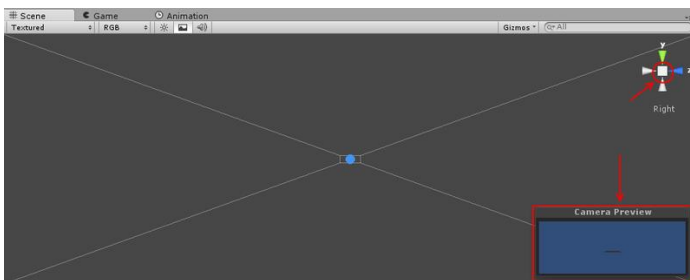 Scene Game Animation
Textured RGB Gizmos All
y
z
Right
Camera Preview